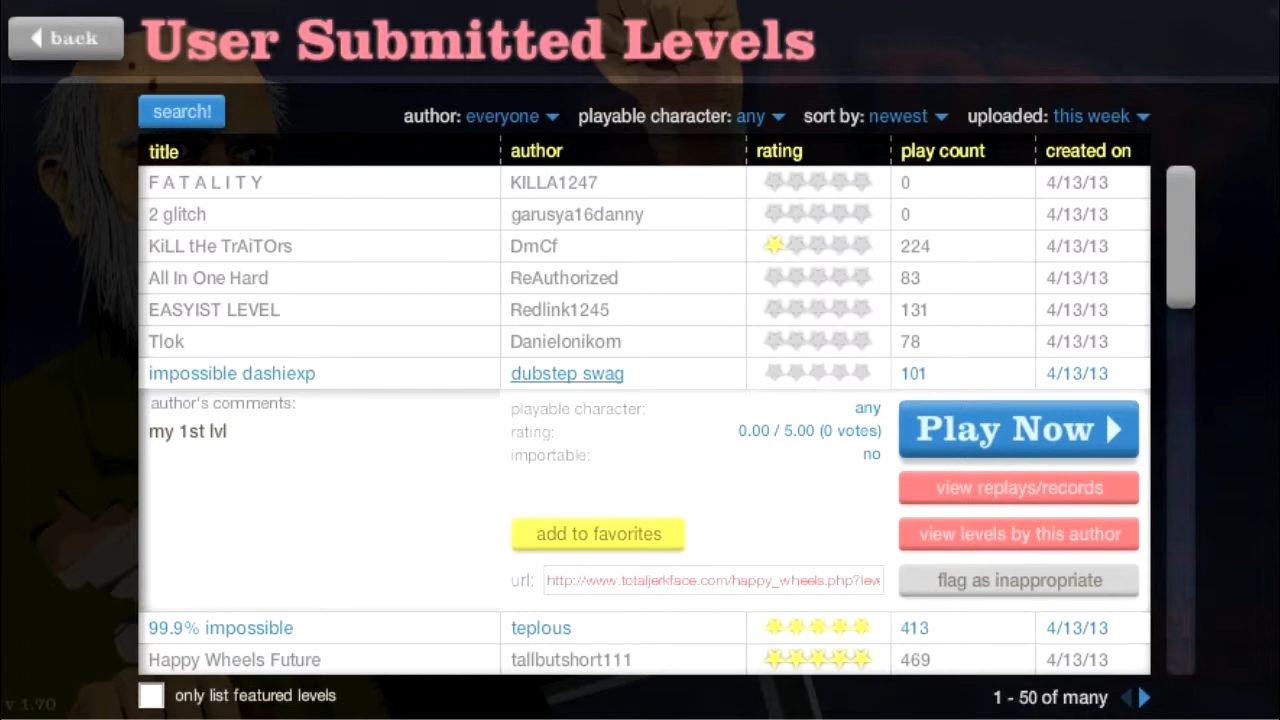 back
User Submitted Levels
search!
author: everyone playable character: any sort by: newest uploaded: this week
title author rating play count created on
F A T A L I T Y KILLA1247 0 4/13/13
2 glitch garusya16danny 0 4/13/13
KiLL tHe TrAiTOrs DmCf 224 4/13/13
All In One Hard ReAuthorized 83 4/13/13
EASYIST LEVEL Redlink1245 131 4/13/13
Tlok Danielonikom 78 4/13/13
impossible dashiexp dubstep swag 101 4/13/13
author's comments:
my 1st lvl
playable character: any
rating: 0.00 / 5.00 (0 votes)
importable: no
Play Now
view replays/records
add to favorites
view levels by this author
url: http://www.totaljerkface.com/happy_wheels.php?leve
flag as inappropriate
99.9% impossible teplous 413 4/13/13
Happy Wheels Future tallbutshort111 469 4/13/13
only list featured levels
1 - 50 of many
v 1.70